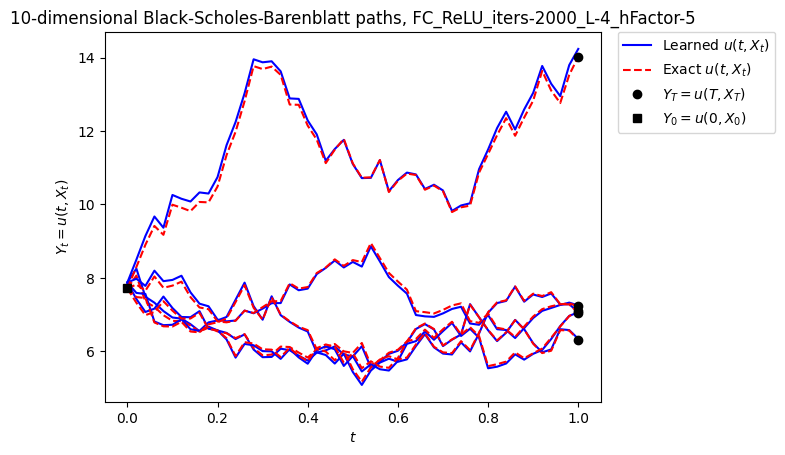 10-dimensional Black-Scholes-Barenblatt paths, FC_ReLU_iters-2000_L-4_hFactor-5
Learned u(t, X_t)
Exact u(t, X_t)
Y_T = u(T, X_T)
Y_0 = u(0, X_0)
Y_t = u(t, X_t)
14
12
10
8
6
0.0 0.2 0.4 0.6 0.8 1.0
t